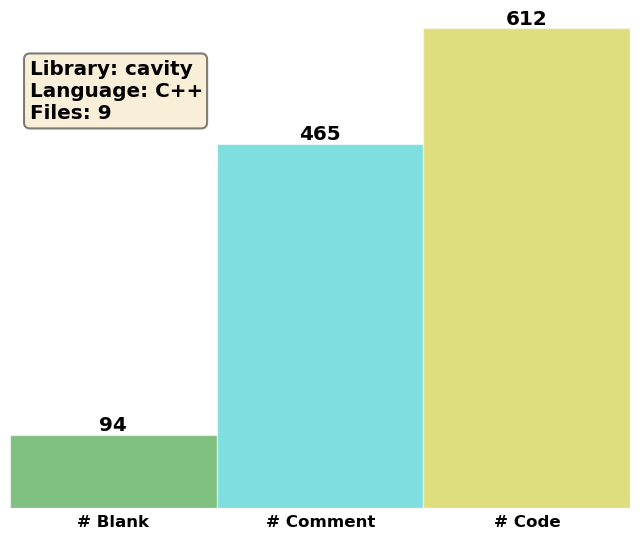 612
Library: cavity
Language: C++
Files: 9
465
94
# Blank
# Comment
# Code